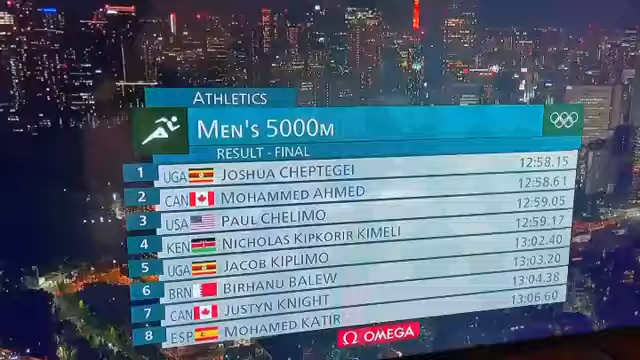 ATHLETICS
MEN'S 5000M
RESULT - FINAL
1 UGA JOSHUA CHEPTEGEI 12:58.15
2 CAN MOHAMMED AHMED 12:58.61
3 USA PAUL CHELIMO 12:59.05
4 KEN NICHOLAS KIPKORIR KIMELI 12:59.17
5 UGA JACOB KIPLIMO 13:02.40
6 BRN BIRHANU BALEW 13:03.20
7 CAN JUSTYN KNIGHT 13:04.38
8 ESP MOHAMED KATIR 13:06.60
Ω OMEGA